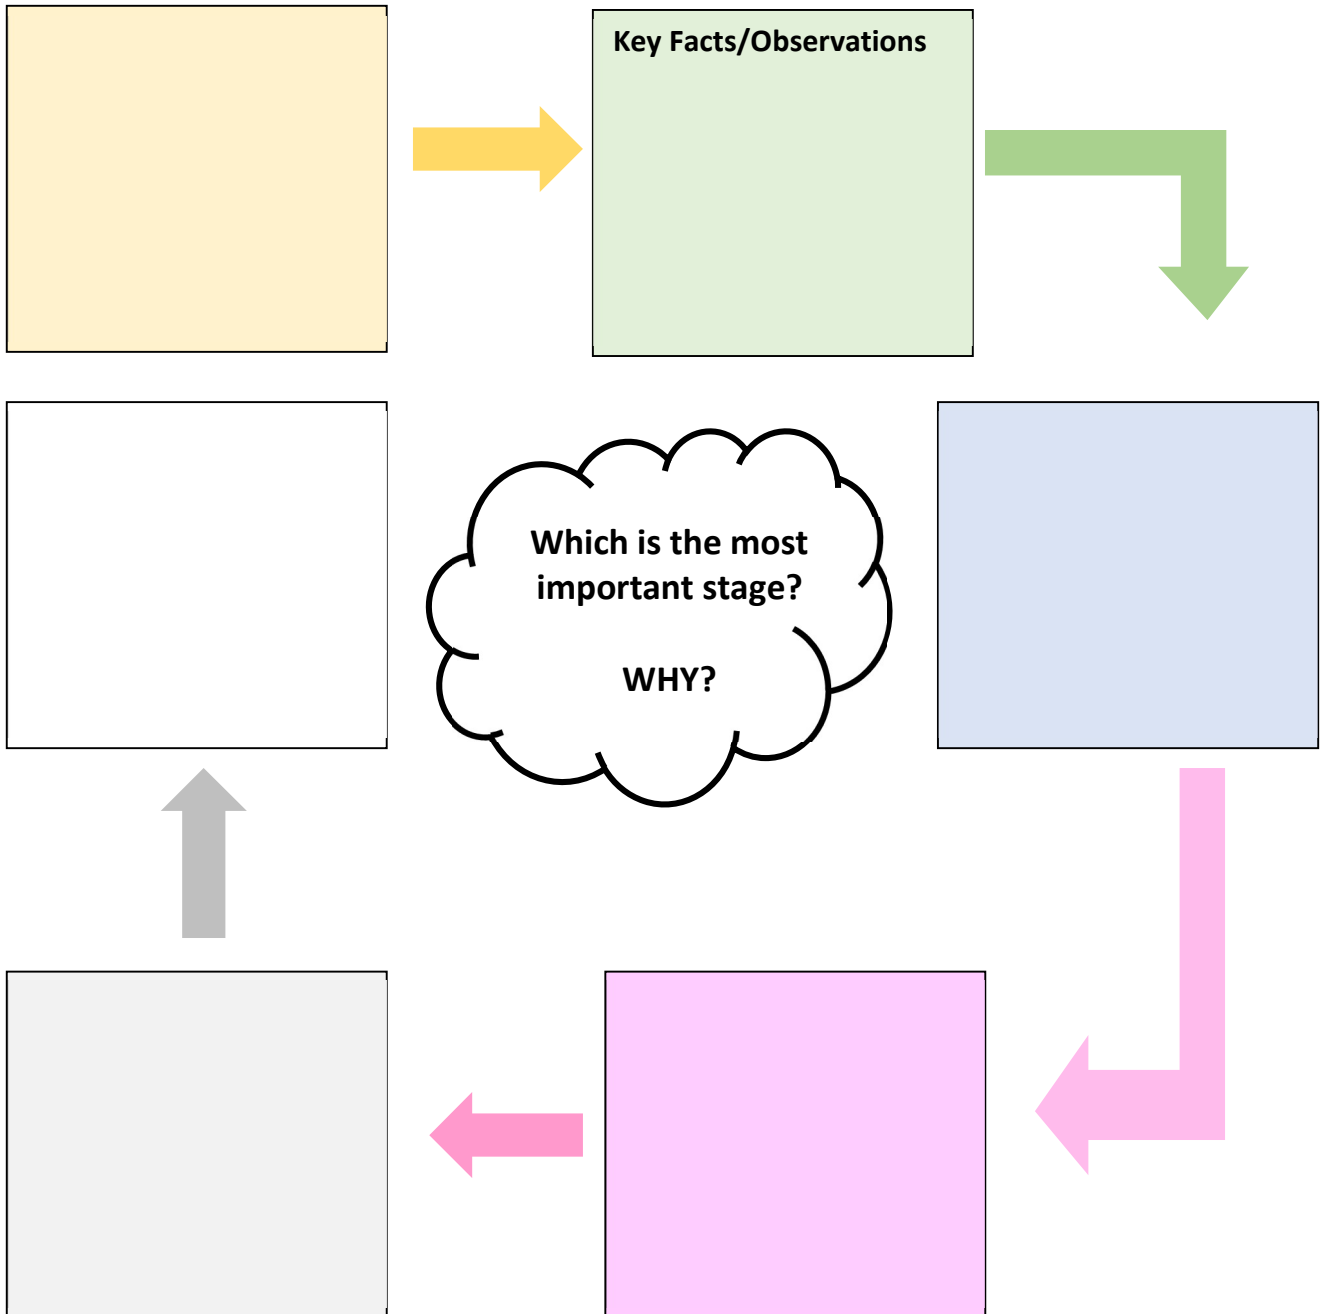 Key Facts/Observations
Which is the most
important stage?
WHY?